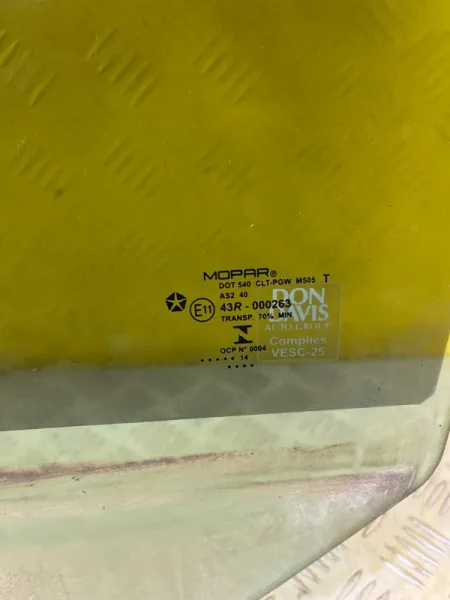 MOPAR®
DOT 540 CLT-PGW M505 T
AS2 40
E11 43R - 000263
TRANSP. 70% MIN
OCP N° 0004
• • • • • 14
• • • •
DON
DAVIS
AUTO GROUP
Complies
VESC-25